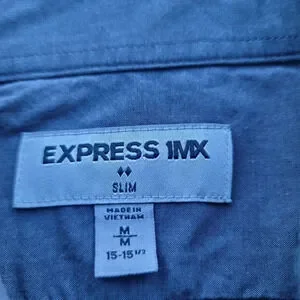 EXPRESS 1MX
SLIM
MADE IN
VIETNAM
M
M
15-15 1/2